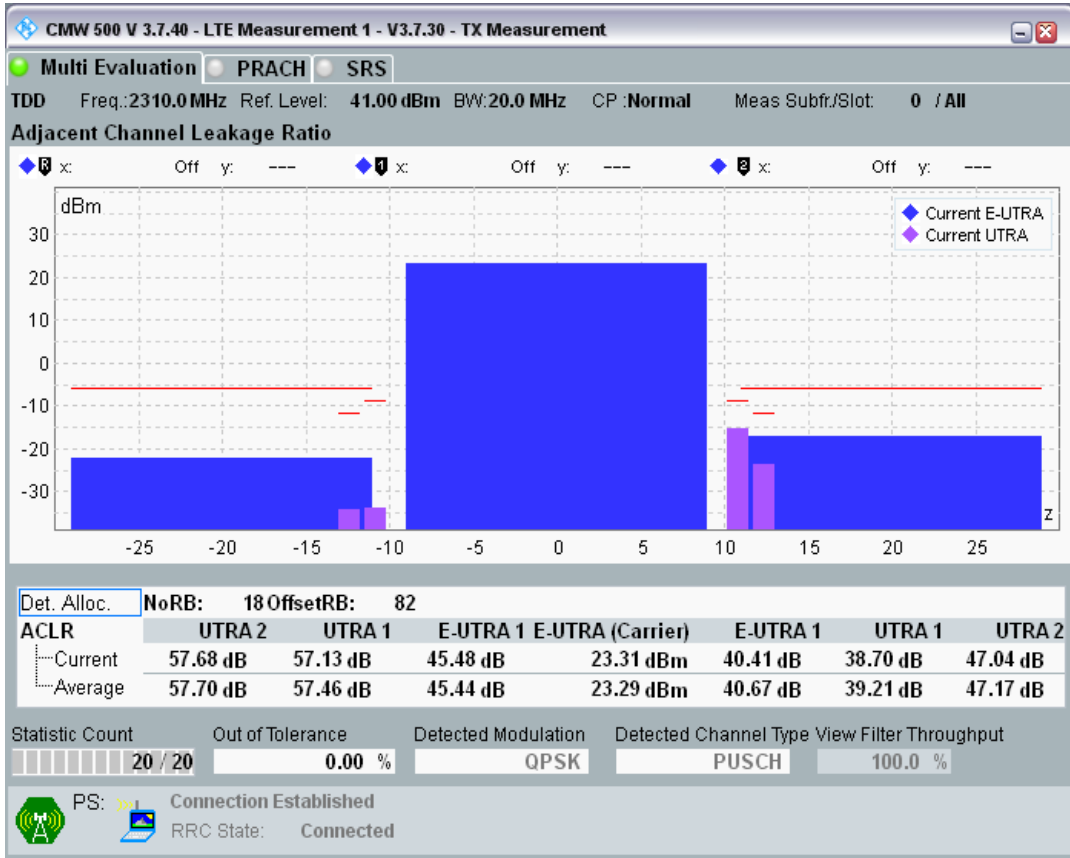 CMW 500 V 3.7.40 - LTE Measurement 1 - V3.7.30 - TX Measurement
Multi Evaluation PRACH SRS
TDD Freq.:2310.0 MHz Ref. Level: 41.00 dBm BW:20.0 MHz CP :Normal Meas Subfr./Slot: 0 / All
Adjacent Channel Leakage Ratio
R x: Off y: --- 1 x: Off y: --- 2 x: Off y: ---
dBm
Current E-UTRA
Current UTRA
30
20
10
0
-10
-20
-30
z
-25 -20 -15 -10 -5 0 5 10 15 20 25
Det. Alloc. NoRB: 18 OffsetRB: 82
ACLR UTRA 2 UTRA 1 E-UTRA 1 E-UTRA (Carrier) E-UTRA 1 UTRA 1 UTRA 2
Current 57.68 dB 57.13 dB 45.48 dB 23.31 dBm 40.41 dB 38.70 dB 47.04 dB
Average 57.70 dB 57.46 dB 45.44 dB 23.29 dBm 40.67 dB 39.21 dB 47.17 dB
Statistic Count Out of Tolerance Detected Modulation Detected Channel Type View Filter Throughput
20 / 20 0.00 % QPSK PUSCH 100.0 %
PS: Connection Established
RRC State: Connected